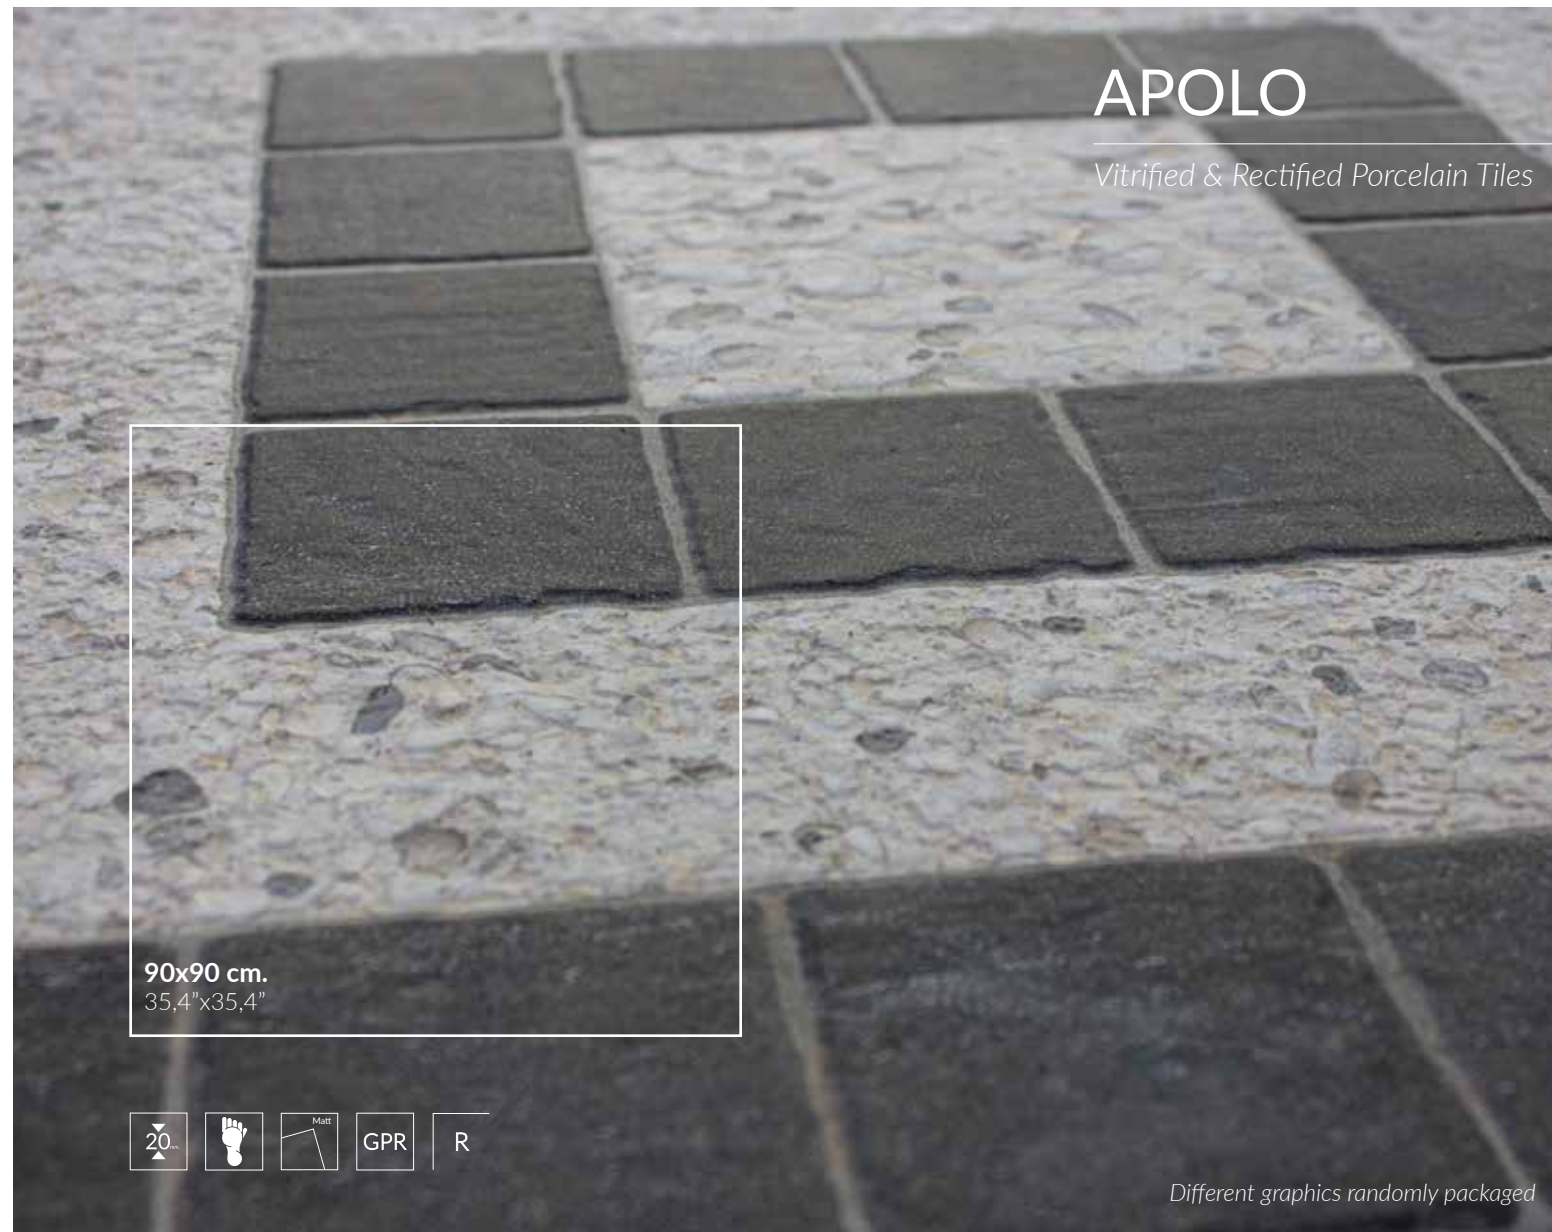 APOLO
Vitrified & Rectified Porcelain Tiles
90x90 cm.
35,4”x35,4”
20
Matt
GPR
R
Different graphics randomly packaged